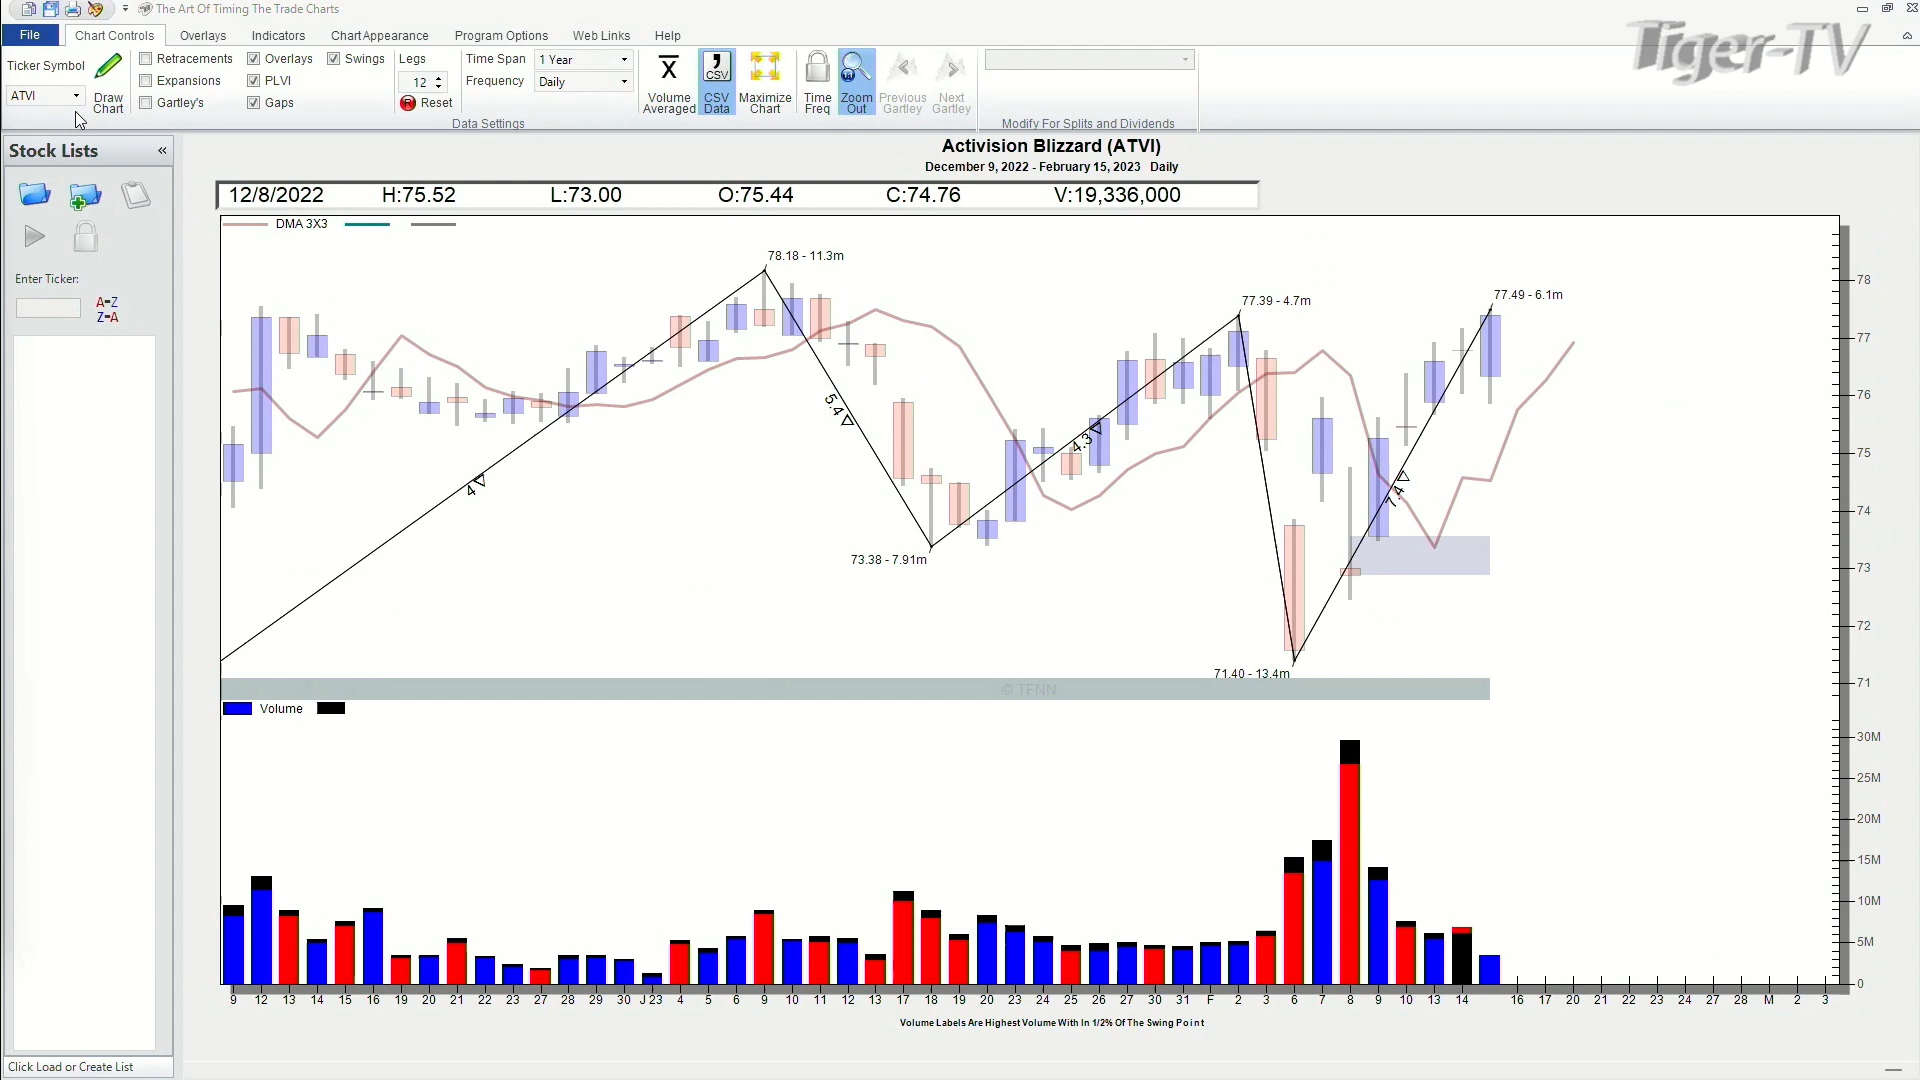 The Art Of Timing The Trade Charts
File Chart Controls Overlays Indicators Chart Appearance Program Options Web Links Help
Tiger-TV
Ticker Symbol
ATVI
Draw Chart
Retracements
Expansions
Gartley's
Overlays
PLVI
Gaps
Swings
Legs
12
Reset
Time Span 1 Year
Frequency Daily
Data Settings
Volume Averaged
CSV Data
Maximize Chart
Time Freq
Zoom Out
Previous Gartley
Next Gartley
Modify For Splits and Dividends
Stock Lists
Enter Ticker:
A=Z
Z=A
Click Load or Create List
Activision Blizzard (ATVI)
December 9, 2022 - February 15, 2023 Daily
12/8/2022 H:75.52 L:73.00 O:75.44 C:74.76 V:19,336,000
DMA 3X3
78.18 - 11.3m
77.39 - 4.7m
77.49 - 6.1m
5.4
4.3
4
7.4
73.38 - 7.91m
71.40 - 13.4m
© TFNN
78
77
76
75
74
73
72
71
Volume
30M
25M
20M
15M
10M
5M
0
9 12 13 14 15 16 19 20 21 22 23 27 28 29 30 J 23 4 5 6 9 10 11 12 13 17 18 19 20 23 24 25 26 27 30 31 F 2 3 6 7 8 9 10 13 14 16 17 20 21 22 23 24 27 28 M 2 3
Volume Labels Are Highest Volume With In 1/2% Of The Swing Point